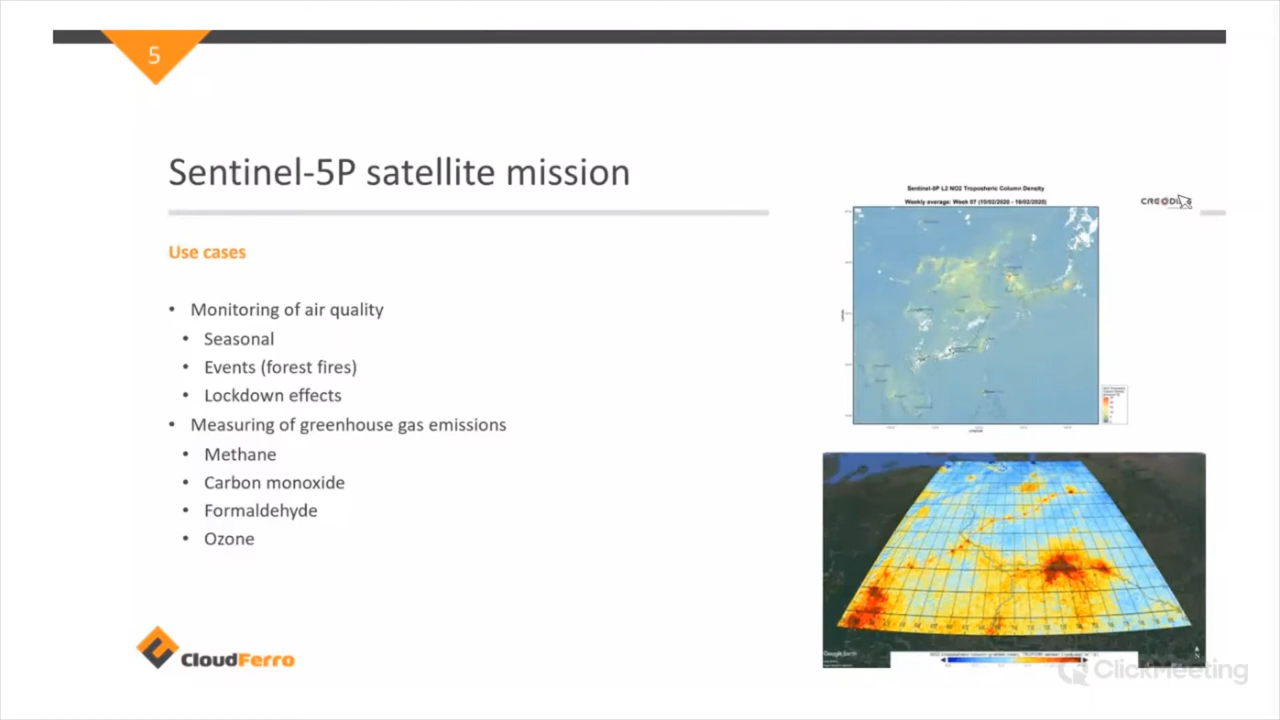 5
Sentinel-5P satellite mission
Use cases
• Monitoring of air quality
• Seasonal
• Events (forest fires)
• Lockdown effects
• Measuring of greenhouse gas emissions
• Methane
• Carbon monoxide
• Formaldehyde
• Ozone
CloudFerro
Sentinel-5P L2 NO2 Tropospheric Column Density
Weekly average: Week 07 (10/02/2020 - 16/02/2020)
Google Earth
ClickMeeting